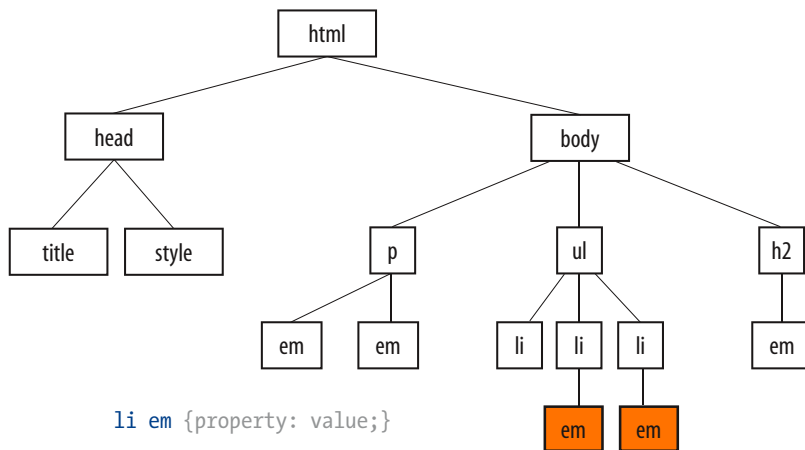 html
head
body
title
style
p
ul
h2
em
em
li
li
li
em
li em {property: value;}
em
em